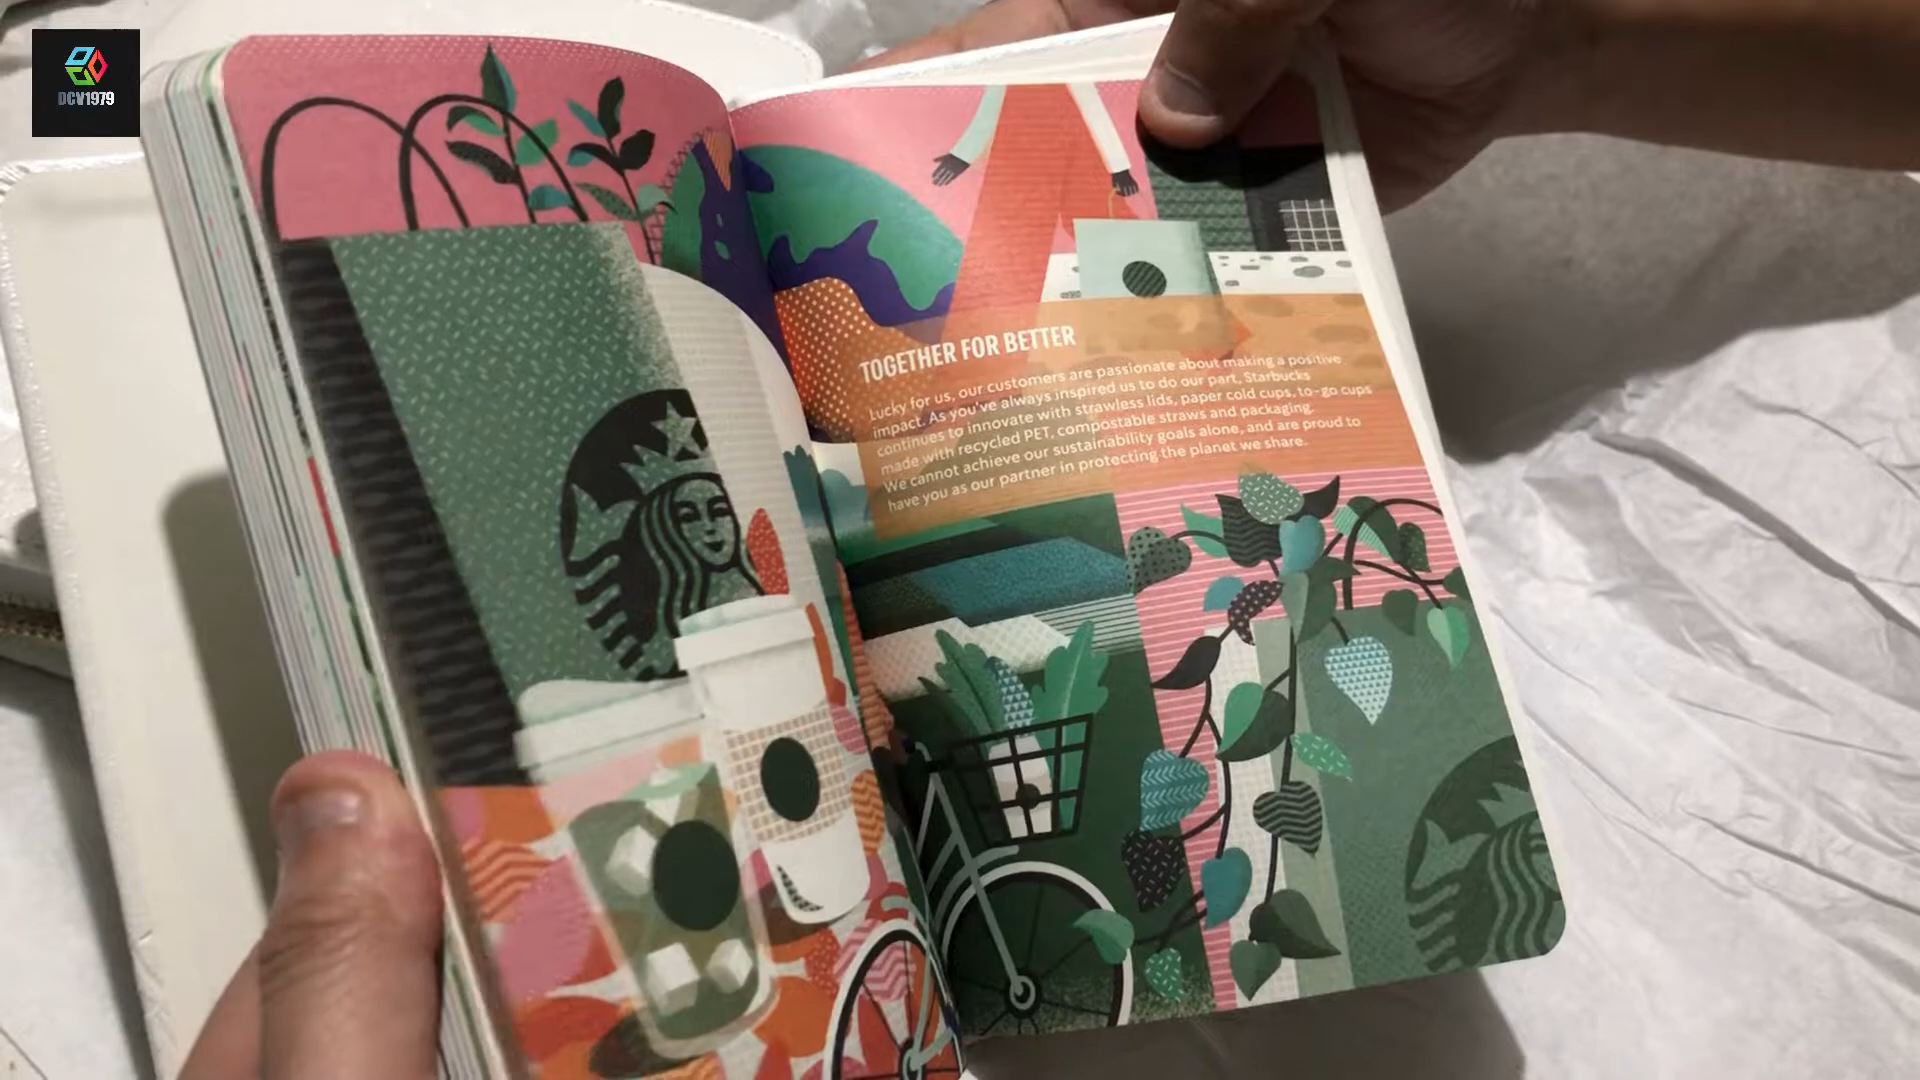 DCV1979
TOGETHER FOR BETTER
Lucky for us, our customers are passionate about making a positive
impact. As you've always inspired us to do our part, Starbucks
continues to innovate with strawless lids, paper cold cups, to-go cups
made with recycled PET, compostable straws and packaging.
We cannot achieve our sustainability goals alone, and are proud to
have you as our partner in protecting the planet we share.